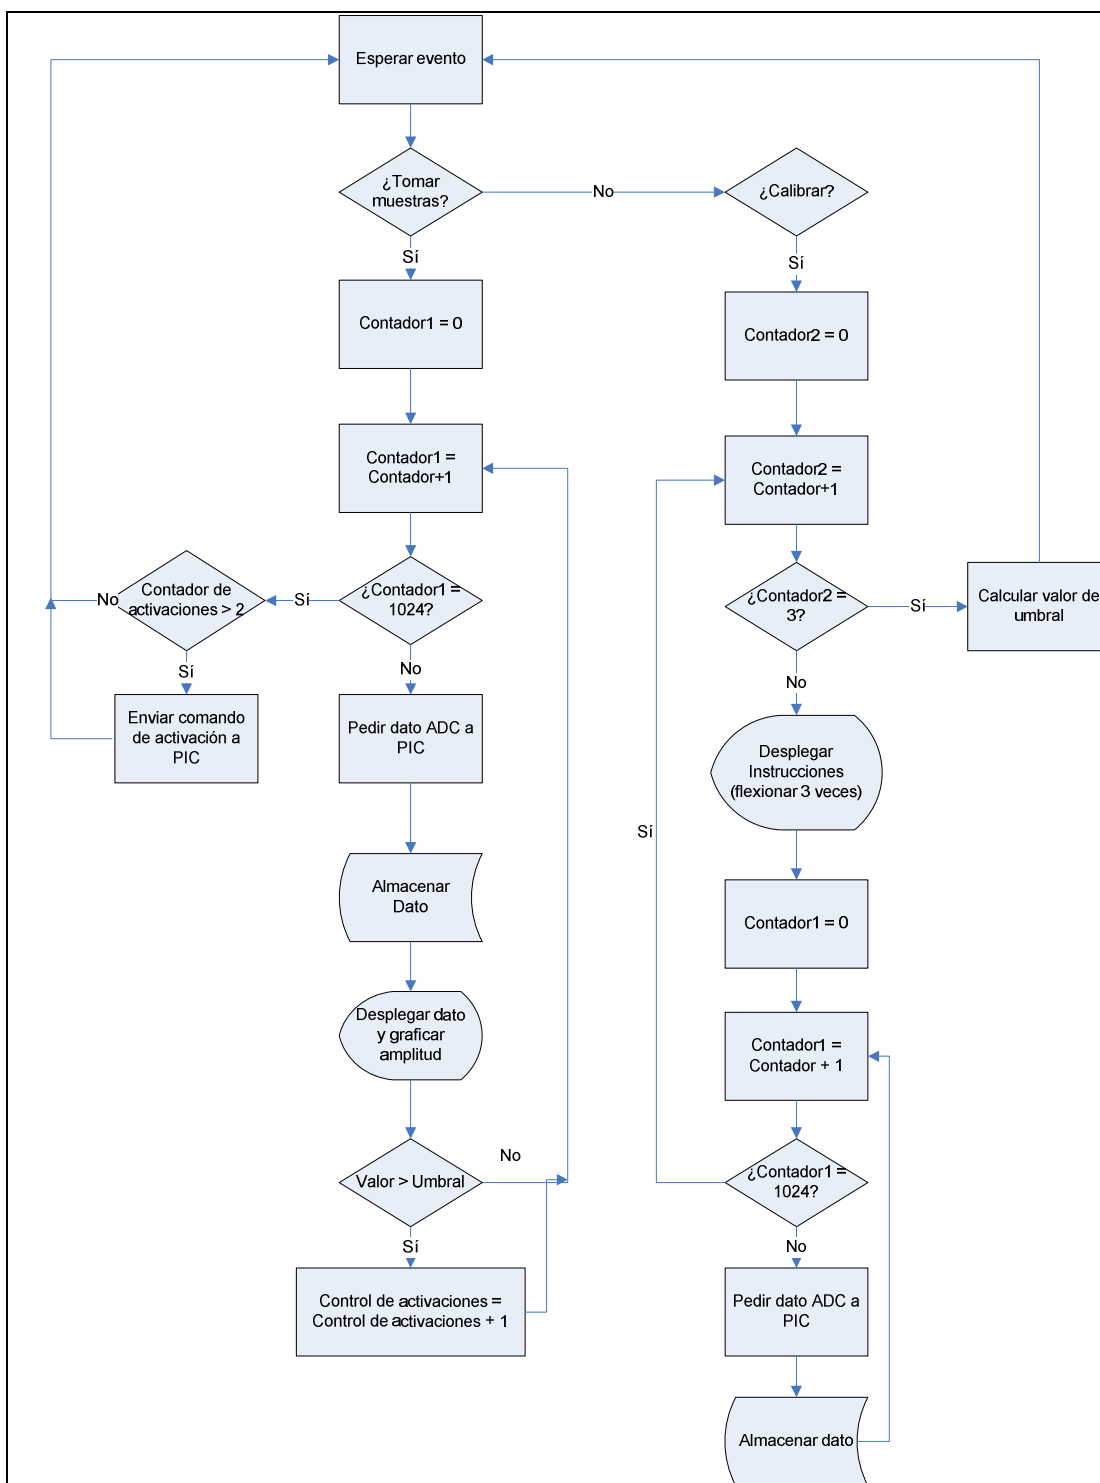 Esperar evento
¿Tomar
muestras?
No
¿Calibrar?
Sí
Sí
Contador1 = 0
Contador2 = 0
Contador1 =
Contador+1
Contador2 =
Contador+1
Contador de
activaciones > 2
No
Sí
¿Contador1 =
1024?
¿Contador2 =
3?
Sí
Calcular valor de
umbral
Sí
No
No
Enviar comando
de activación a
PIC
Pedir dato ADC a
PIC
Desplegar
Instrucciones
(flexionar 3 veces)
Sí
Almacenar
Dato
Contador1 = 0
Desplegar dato
y graficar
amplitud
Contador1 =
Contador + 1
No
Valor > Umbral
¿Contador1 =
1024?
Sí
No
Control de activaciones =
Control de activaciones + 1
Pedir dato ADC a
PIC
Almacenar dato